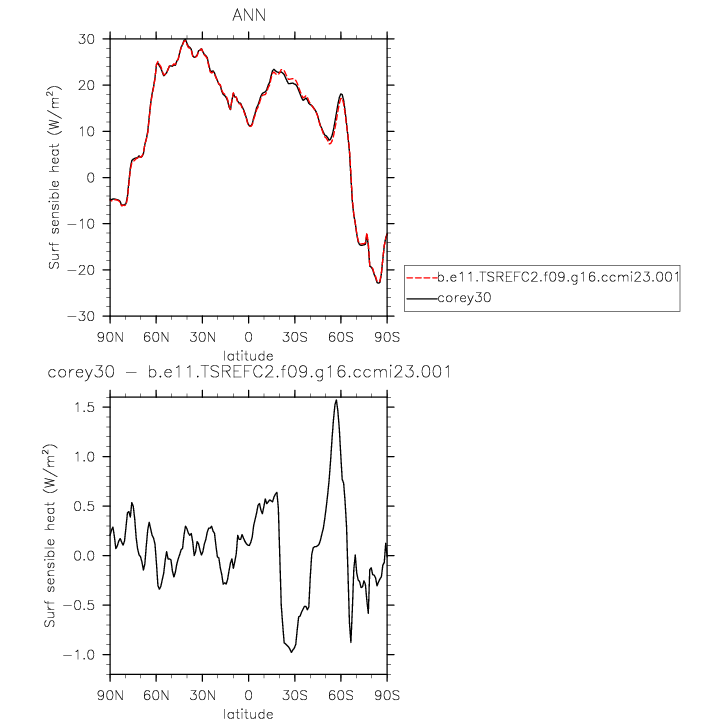 ANN
Surf sensible heat (W/m²)
30
20
10
0
−10
−20
−30
90N 60N 30N 0 30S 60S 90S
latitude
b.e11.TSREFC2.f09.g16.ccmi23.001
corey30
corey30 − b.e11.TSREFC2.f09.g16.ccmi23.001
Surf sensible heat (W/m²)
1.5
1.0
0.5
0.0
−0.5
−1.0
90N 60N 30N 0 30S 60S 90S
latitude